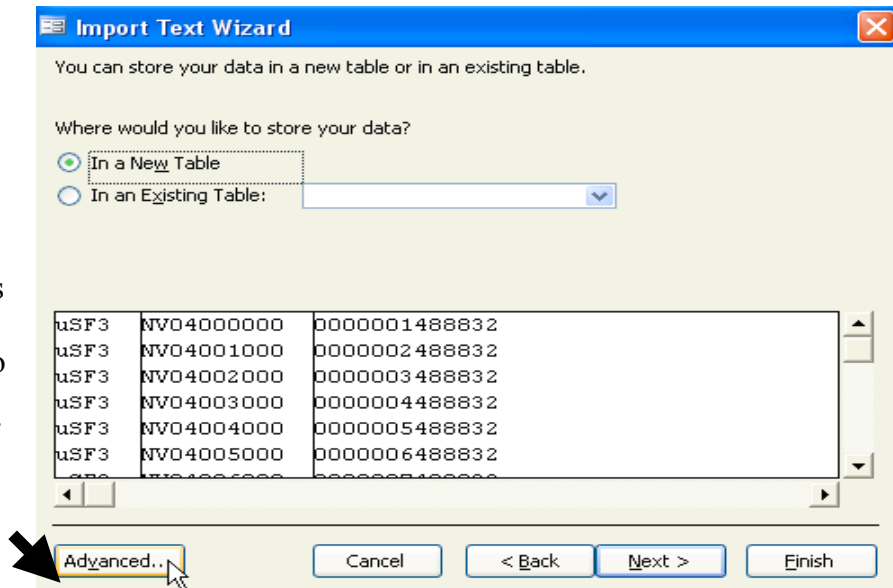 Import Text Wizard
You can store your data in a new table or in an existing table.
Where would you like to store your data?
In a New Table
In an Existing Table:
s
uSF3 NV04000000 0000001488832
uSF3 NV04001000 0000002488832
uSF3 NV04002000 0000003488832
uSF3 NV04003000 0000004488832
uSF3 NV04004000 0000005488832
uSF3 NV04005000 0000006488832
Advanced... Cancel < Back Next > Finish